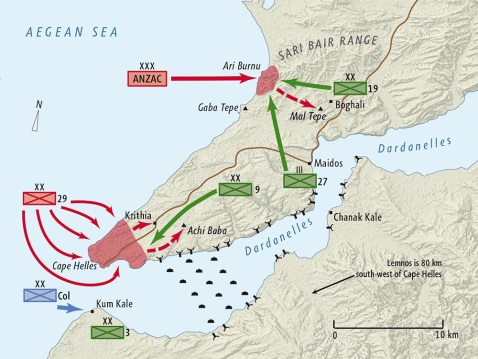 AEGEAN SEA
SARI BAIR RANGE
XXX
ANZAC
Ari Burnu
XX
19
Boghali
Gaba Tepe
Mal Tepe
N
Dardanelles
Maidos
III
27
XX
9
XX
29
Krithia
Achi Baba
Chanak Kale
Dardanelles
Cape Helles
Lemnos is 80 km
south-west of Cape Helles
XX
Col
Kum Kale
XX
3
0
10 km